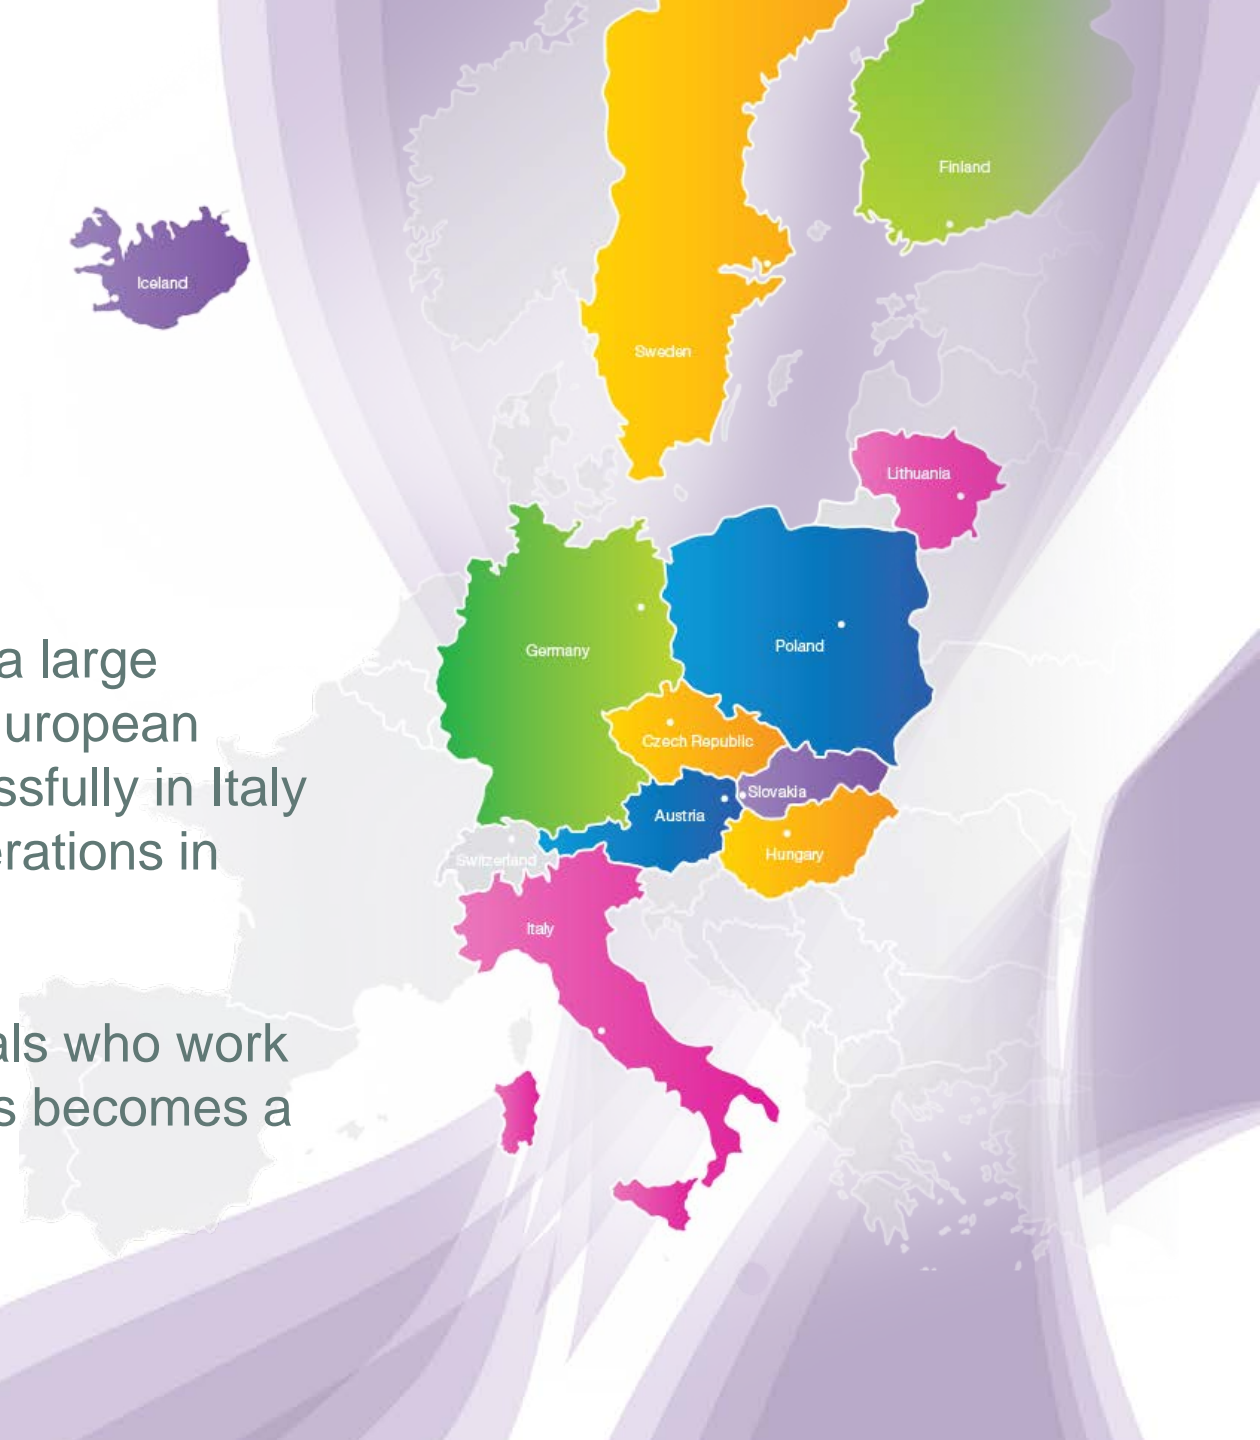 Finland
Iceland
Sweden
Lithuania
a large
Germany
Poland
uropean
Czech Republic
ssfully in Italy
Slovakia
Austria
erations in
Switzerland
Hungary
Italy
als who work
s becomes a